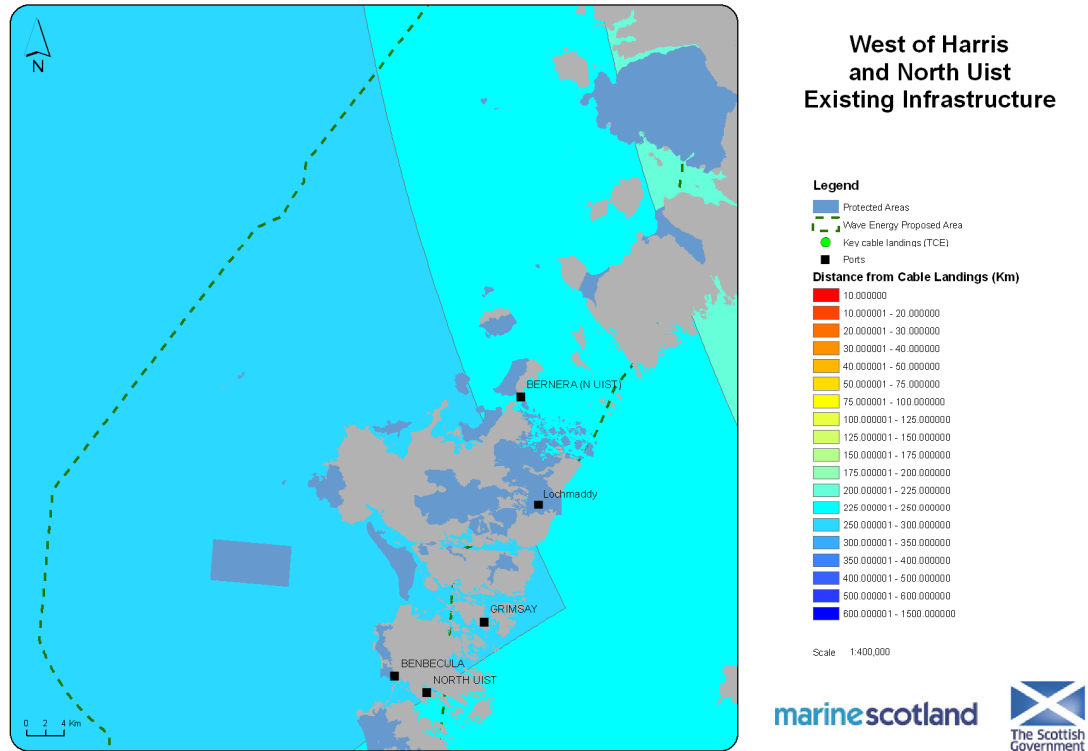 N
BERNERA (N UIST)
Lochmaddy
GRIMSAY
BENBECULA
NORTH UIST
0 2 4 Km
West of Harris
and North Uist
Existing Infrastructure
Legend
Protected Areas
Wave Energy Proposed Area
Key cable landings (TCE)
Ports
Distance from Cable Landings (Km)
10.000000
10.000001 - 20.000000
20.000001 - 30.000000
30.000001 - 40.000000
40.000001 - 50.000000
50.000001 - 75.000000
75.000001 - 100.000000
100.000001 - 125.000000
125.000001 - 150.000000
150.000001 - 175.000000
175.000001 - 200.000000
200.000001 - 225.000000
225.000001 - 250.000000
250.000001 - 300.000000
300.000001 - 350.000000
350.000001 - 400.000000
400.000001 - 500.000000
500.000001 - 600.000000
600.000001 - 1500.000000
Scale 1:400,000
marinescotland
The Scottish
Government